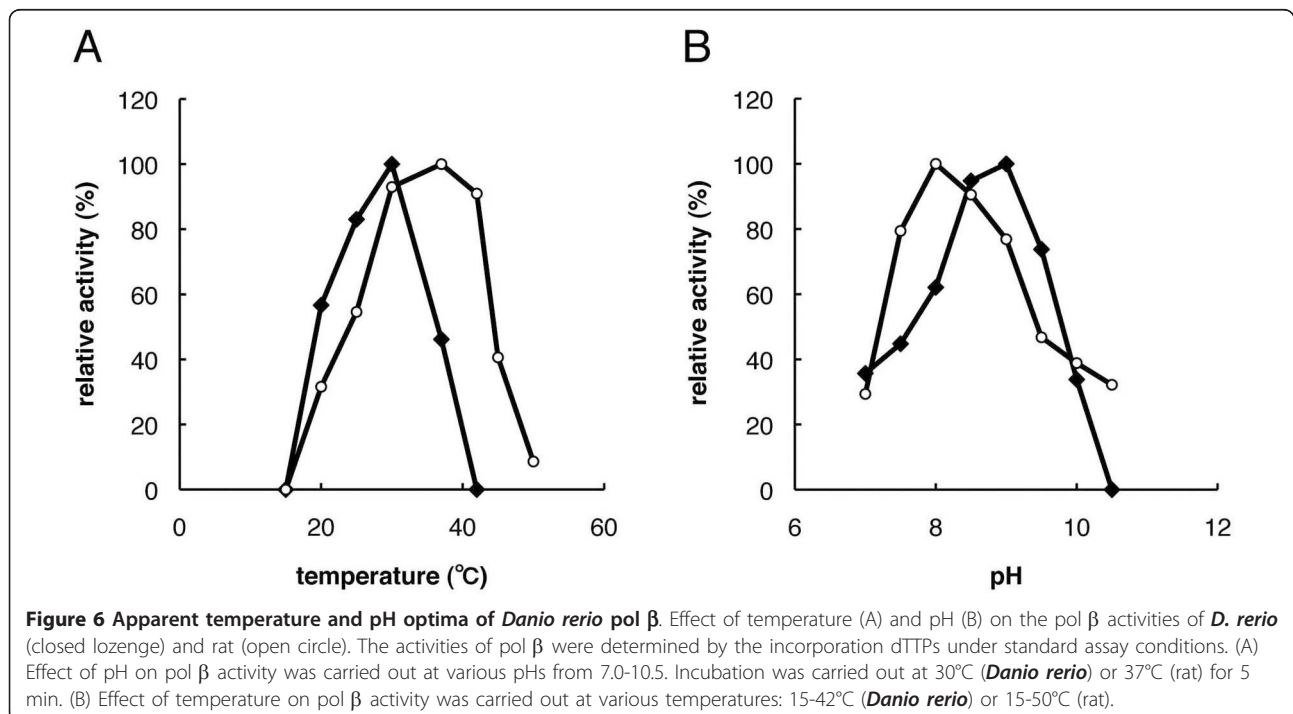 A
B
120
100
80
60
40
20
0
relative activity (%)
0 20 40 60
temperature (°C)
120
100
80
60
40
20
0
relative activity (%)
6 8 10 12
pH
Figure 6 Apparent temperature and pH optima of Danio rerio pol β. Effect of temperature (A) and pH (B) on the pol β activities of D. rerio
(closed lozenge) and rat (open circle). The activities of pol β were determined by the incorporation dTTPs under standard assay conditions. (A)
Effect of pH on pol β activity was carried out at various pHs from 7.0-10.5. Incubation was carried out at 30°C (Danio rerio) or 37°C (rat) for 5
min. (B) Effect of temperature on pol β activity was carried out at various temperatures: 15-42°C (Danio rerio) or 15-50°C (rat).